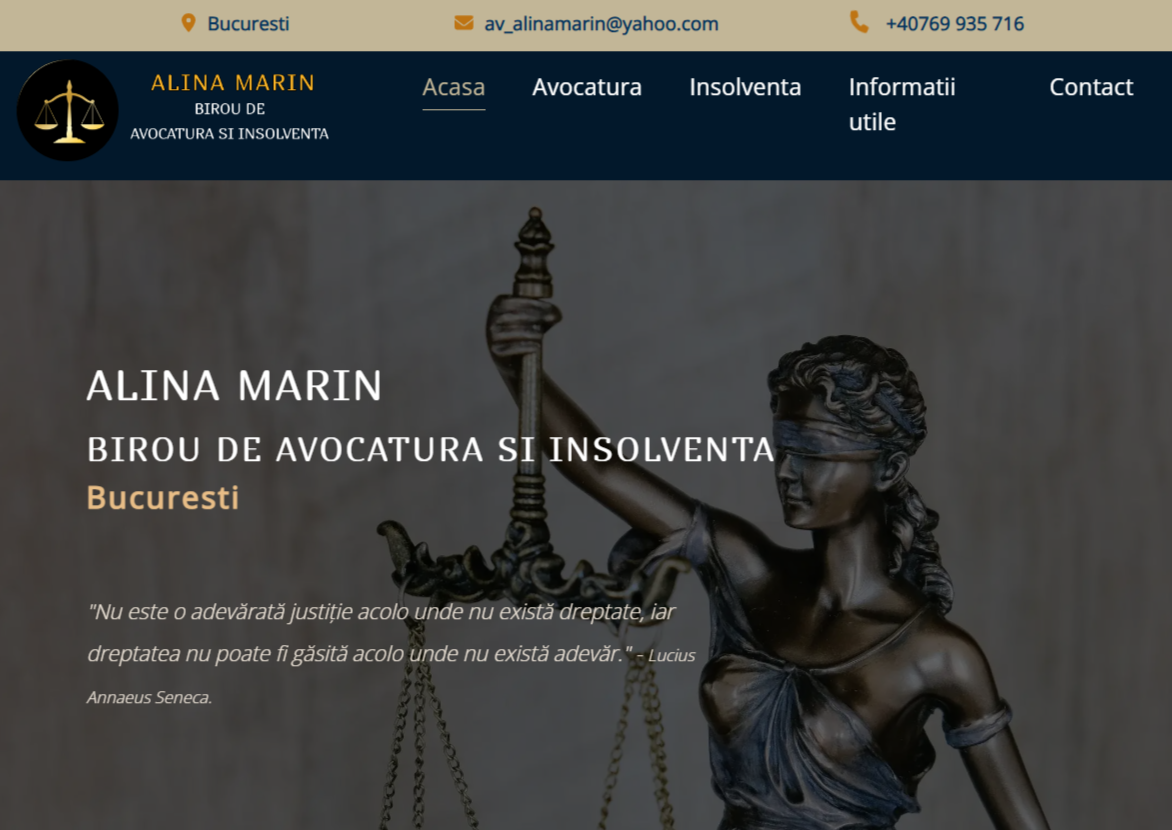 Bucuresti
av_alinamarin@yahoo.com
+40769 935 716
ALINA MARIN
BIROU DE
AVOCATURA SI INSOLVENTA
Acasa
Avocatura
Insolventa
Informatii
utile
Contact
ALINA MARIN
BIROU DE AVOCATURA SI INSOLVENTA
Bucuresti
"Nu este o adevărată justiție acolo unde nu există dreptate, iar
dreptatea nu poate fi găsită acolo unde nu există adevăr." - Lucius
Annaeus Seneca.